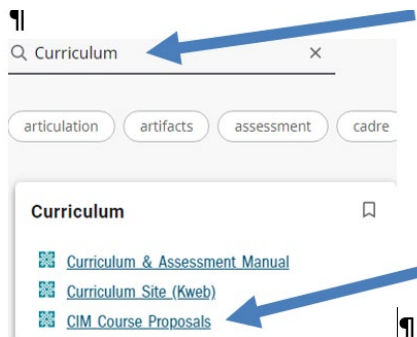 ¶
Curriculum ×
articulation artifacts assessment cadre
Curriculum
Curriculum & Assessment Manual
Curriculum Site (Kweb)
CIM Course Proposals
¶